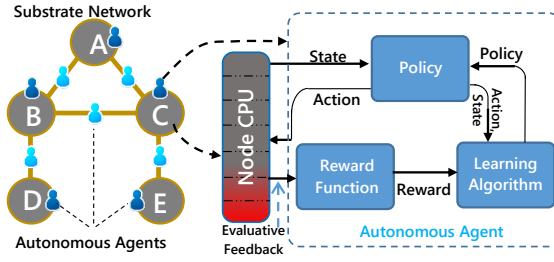 Substrate Network
A
B
C
D
E
Autonomous Agents
Node CPU
State
Action
Policy
Policy
Action,
State
Reward
Function
Reward
Learning
Algorithm
Evaluative
Feedback
Autonomous Agent